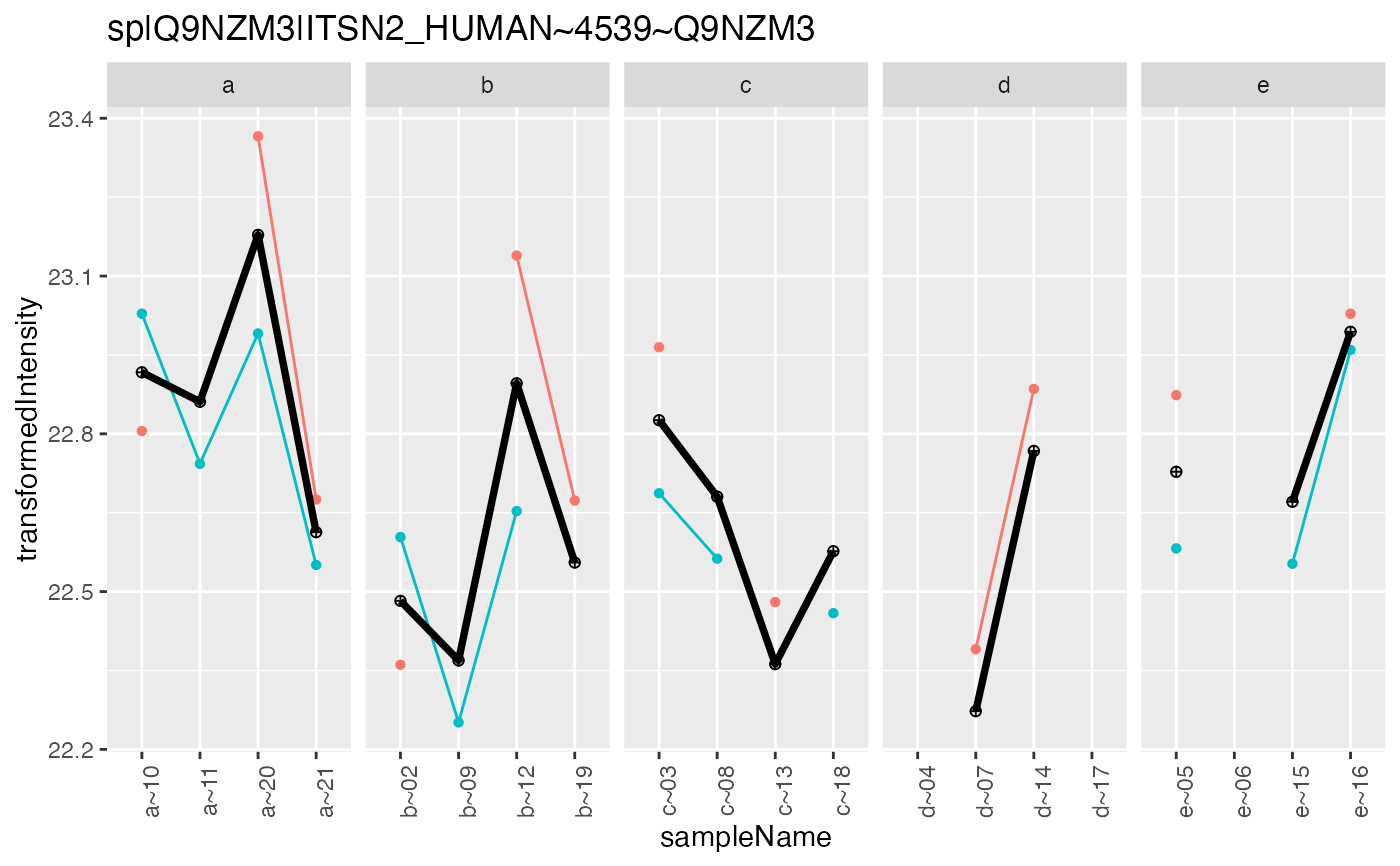 sp|Q9NZM3|ITSN2_HUMAN~4539~Q9NZM3
a b c d e
23.4
23.1
22.8
22.5
22.2
transformedIntensity
a~10 a~11 a~20 a~21 b~02 b~09 b~12 b~19 c~03 c~08 c~13 c~18 d~04 d~07 d~14 d~17 e~05 e~06 e~15 e~16
sampleName